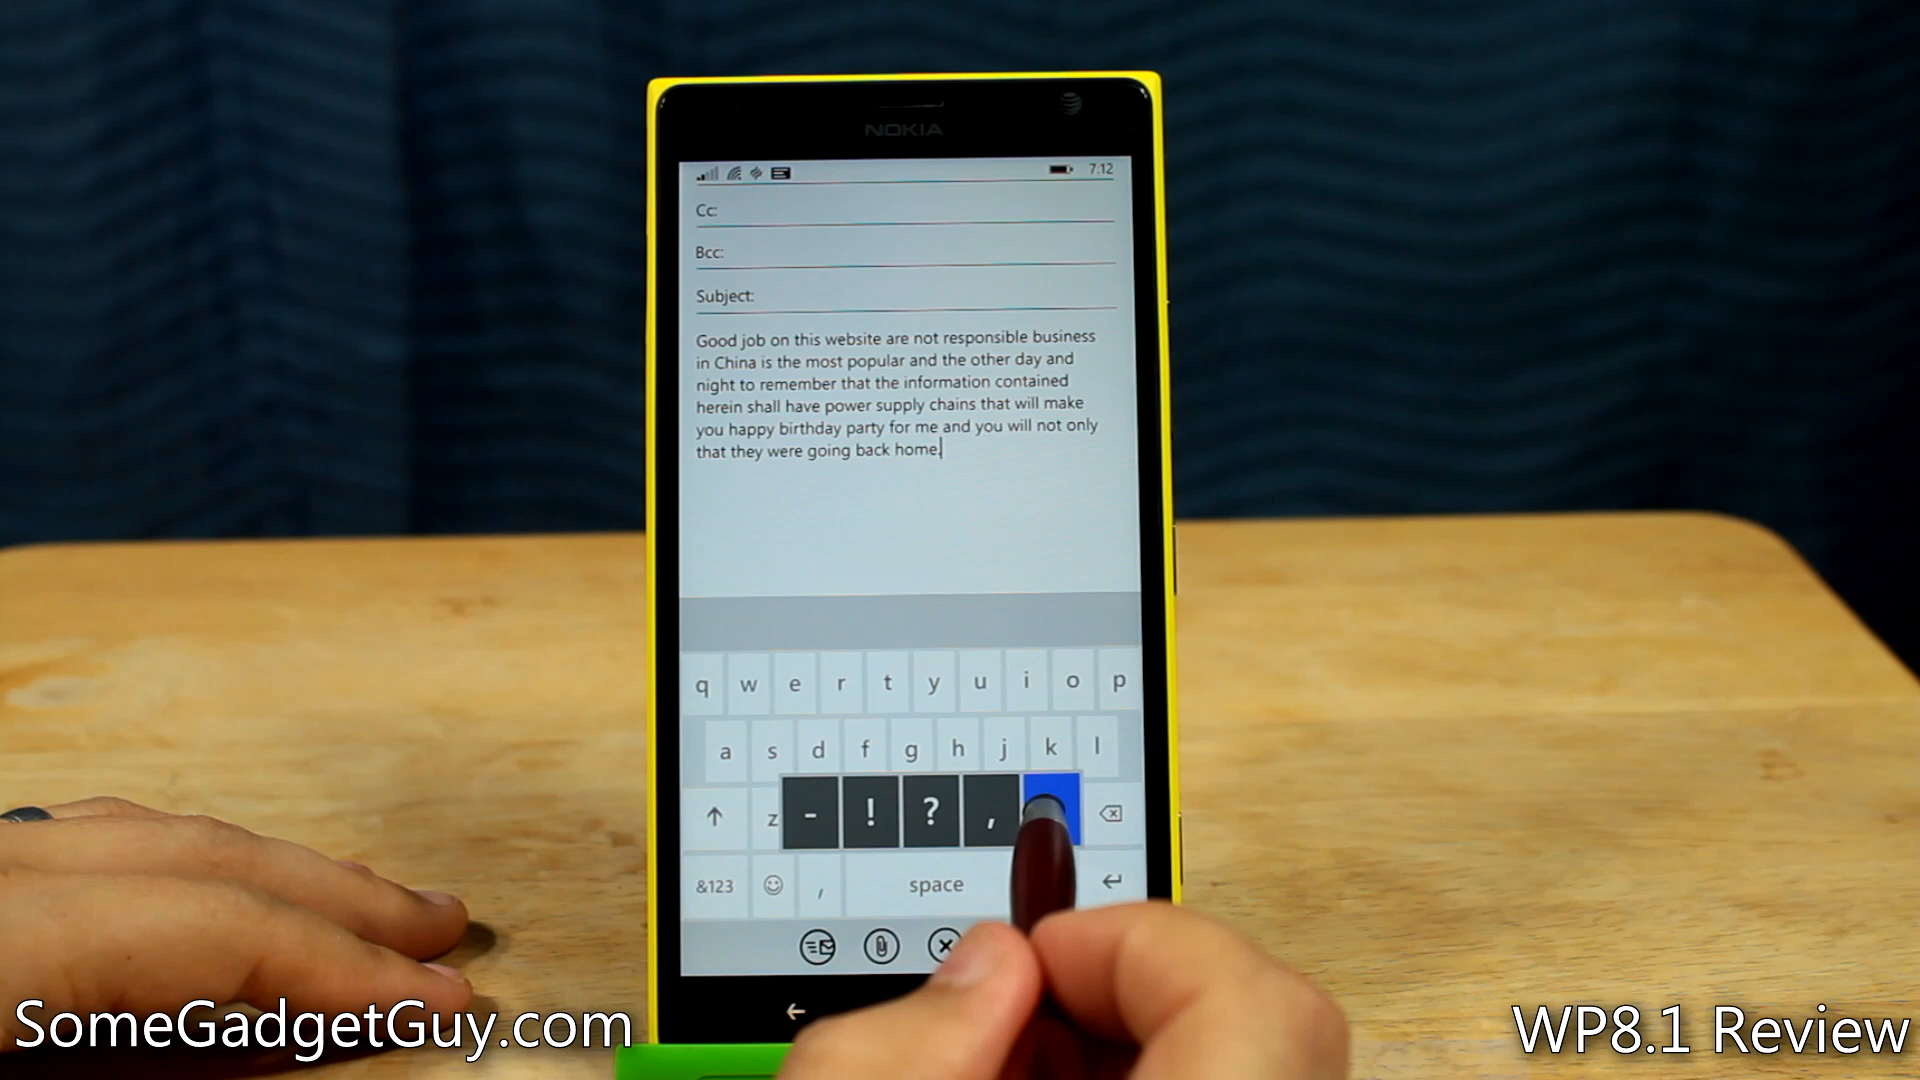 NOKIA
7:12
Cc:
Bcc:
Subject:
Good job on this website are not responsible business
in China is the most popular and the other day and
night to remember that the information contained
herein shall have power supply chains that will make
you happy birthday party for me and you will not only
that they were going back home.
q w e r t y u i o p
a s d f g h j k l
z - ! ? ,
&123 , space
SomeGadgetGuy.com
WP8.1 Review